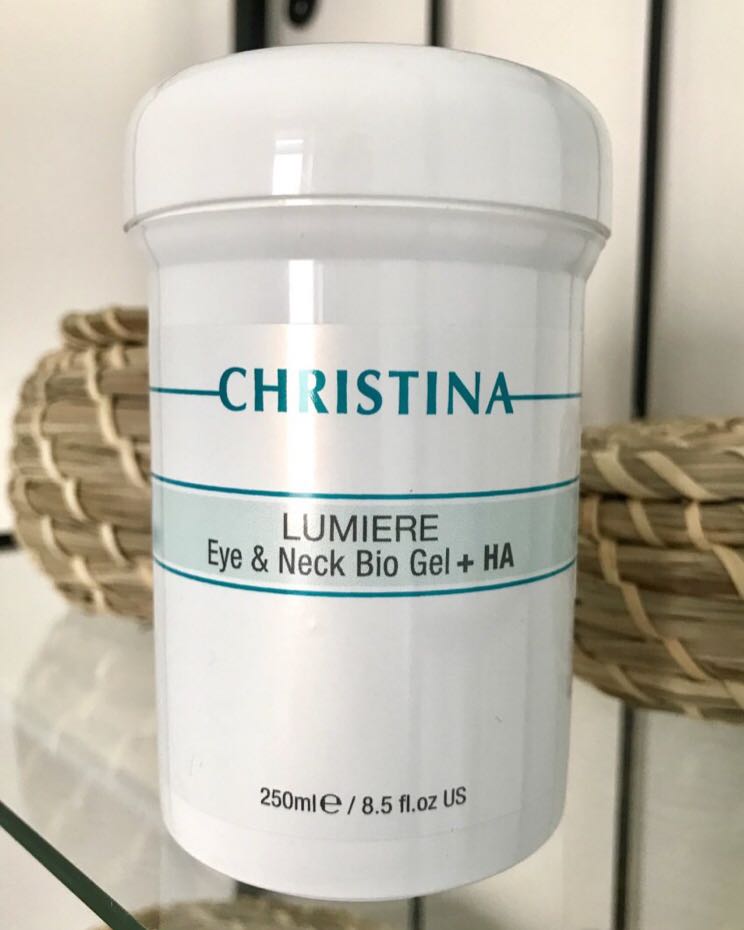 CHRISTINA
LUMIERE
Eye & Neck Bio Gel + HA
250ml℮ / 8.5 fl.oz US